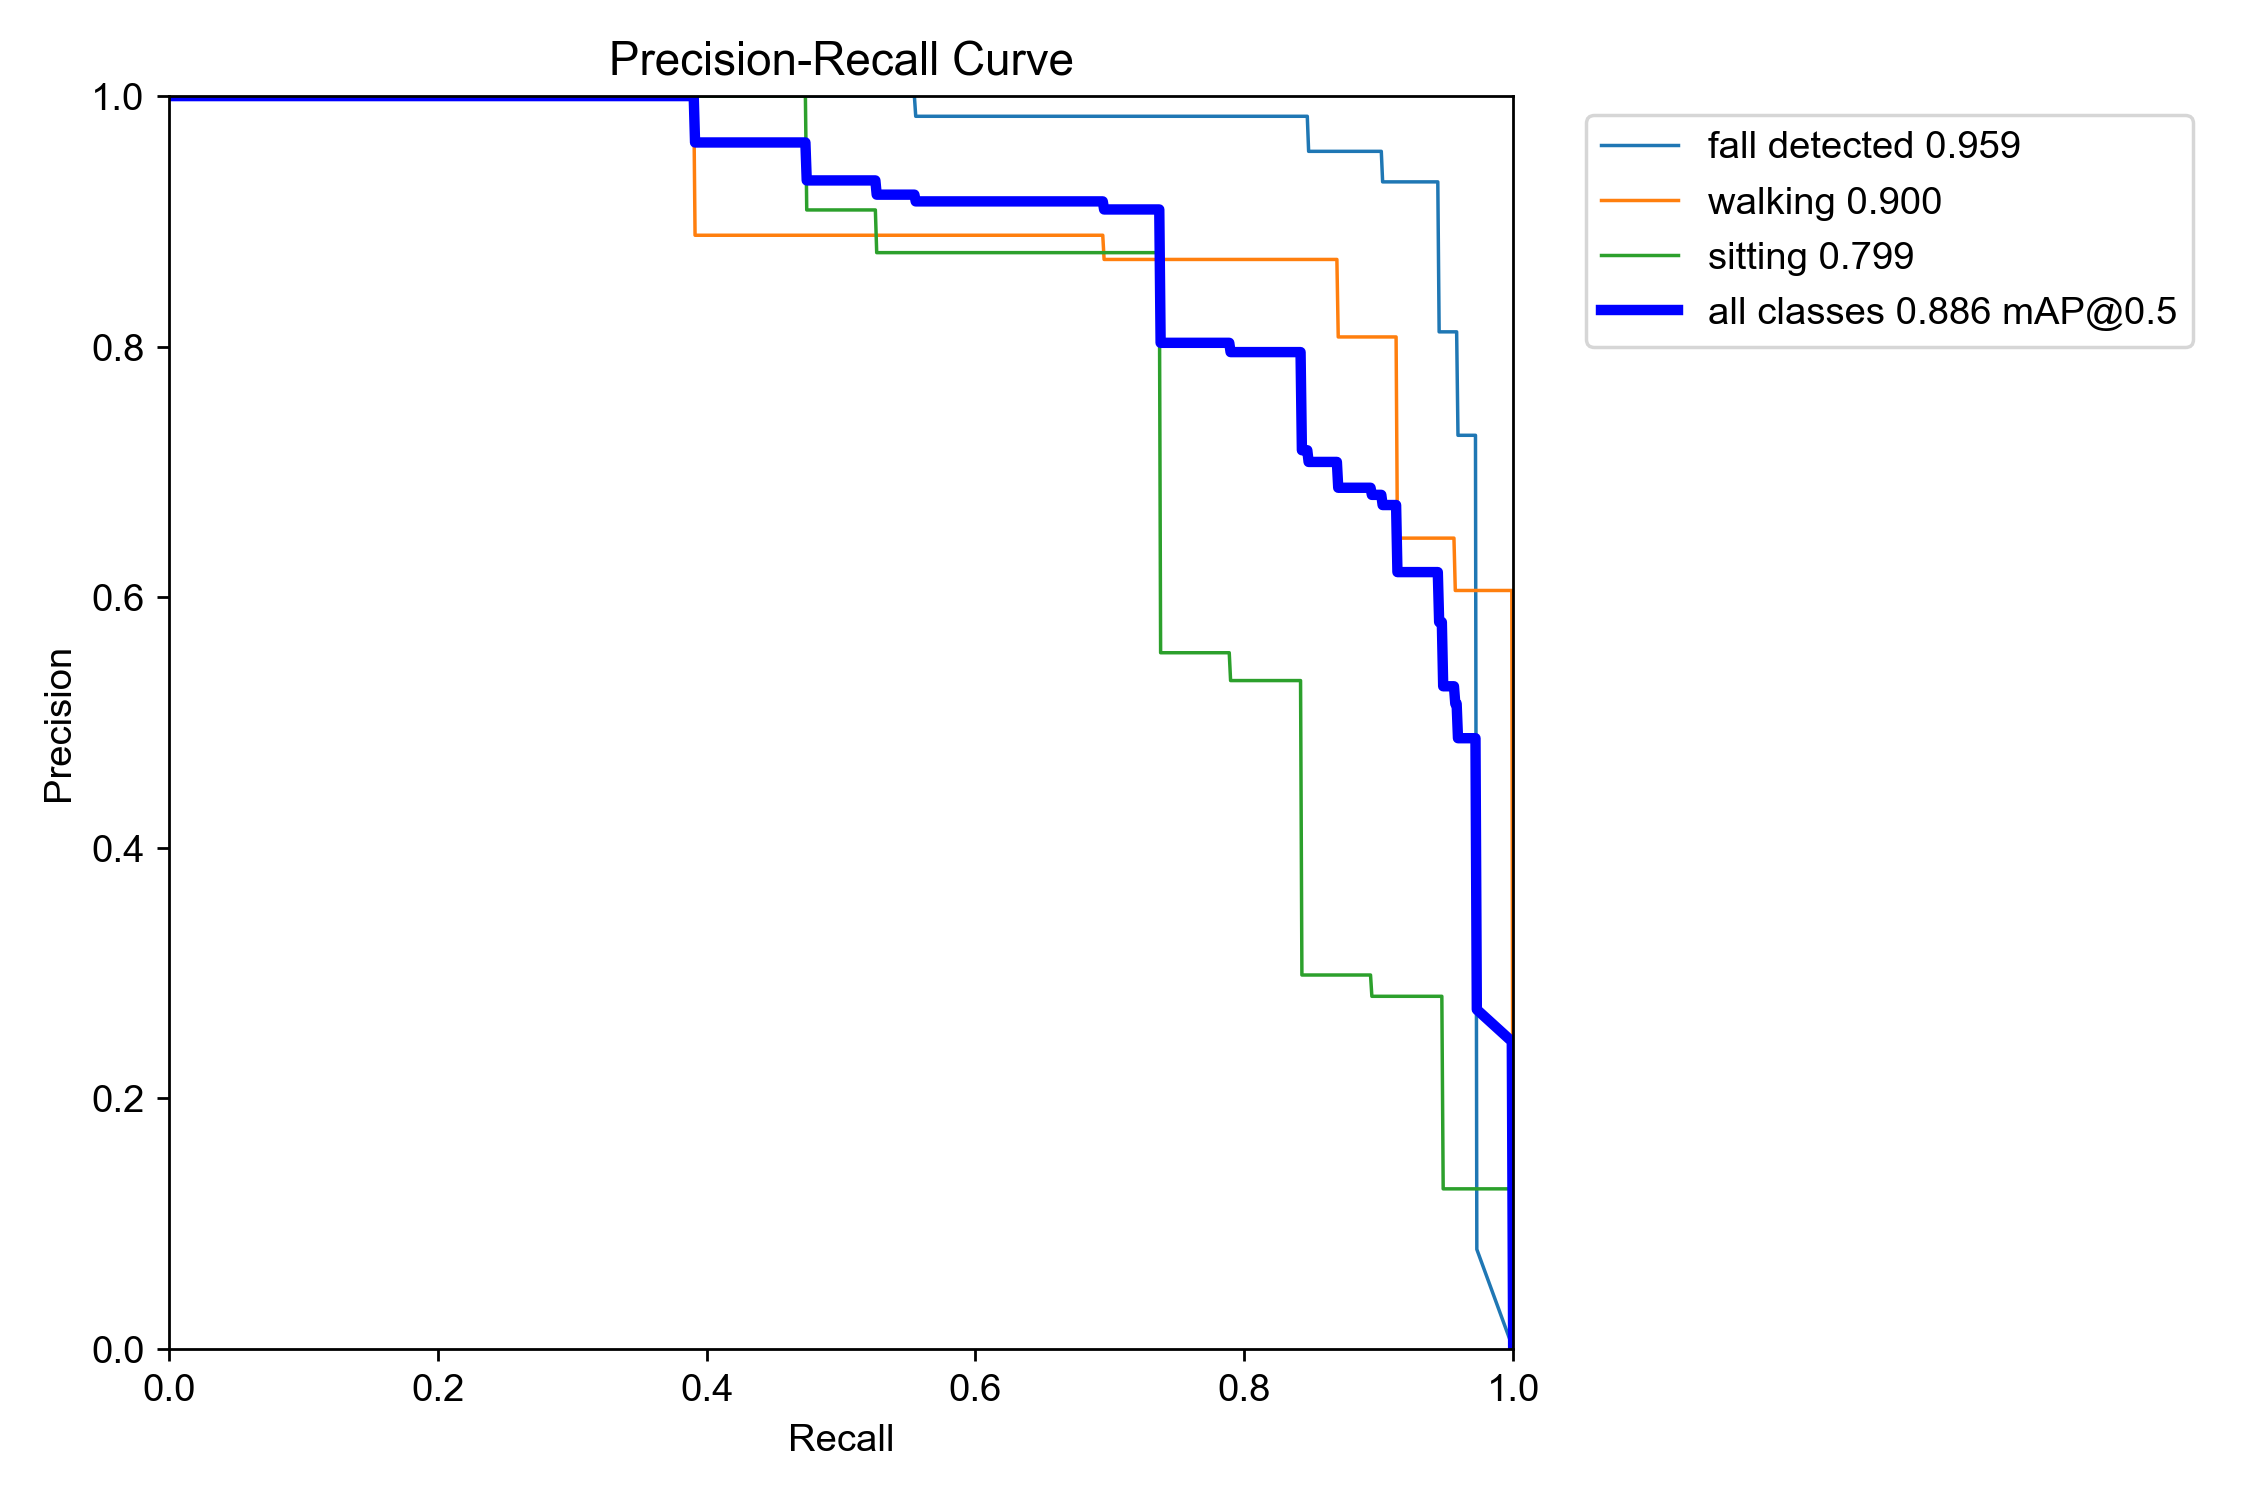 Precision-Recall Curve
1.0
0.8
0.6
0.4
0.2
0.0
Precision
0.0 0.2 0.4 0.6 0.8 1.0
Recall
fall detected 0.959
walking 0.900
sitting 0.799
all classes 0.886 mAP@0.5